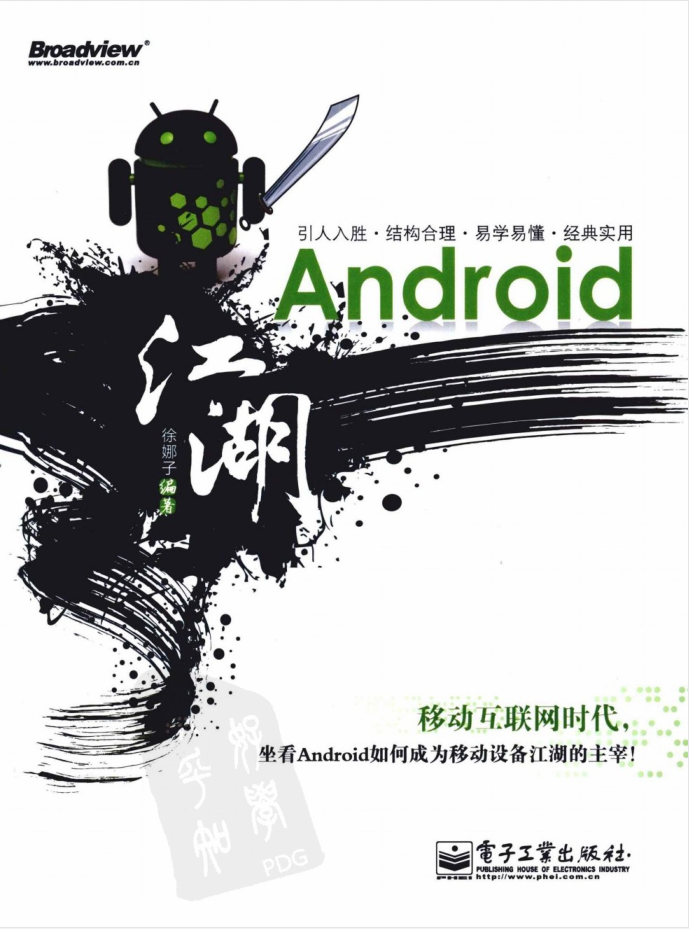 Broadview®
www.broadview.com.cn
引人入胜·结构合理·易学易懂·经典实用
Android
江湖
徐娜子 编著
移动互联网时代,
坐看Android如何成为移动设备江湖的主宰!
PDG
電子工業出版社·
PUBLISHING HOUSE OF ELECTRONICS INDUSTRY
PHEI http://www.phei.com.cn